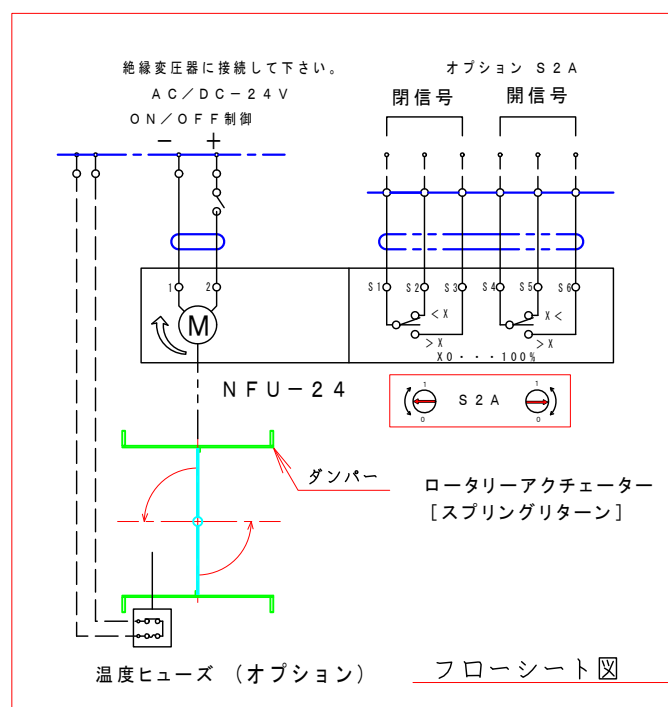 絶縁変圧器に接続して下さい。
AC/DC-24V
ON/OFF制御
- +
オプション S2A
閉信号 開信号
1 2 S1 S2 S3 S4 S5 S6
M
<X X<
>X >X
X0・・・100%
NFU-24
1 S2A 1
0 0
ダンパー
ロータリーアクチェーター
[スプリングリターン]
温度ヒューズ (オプション)
フローシート図